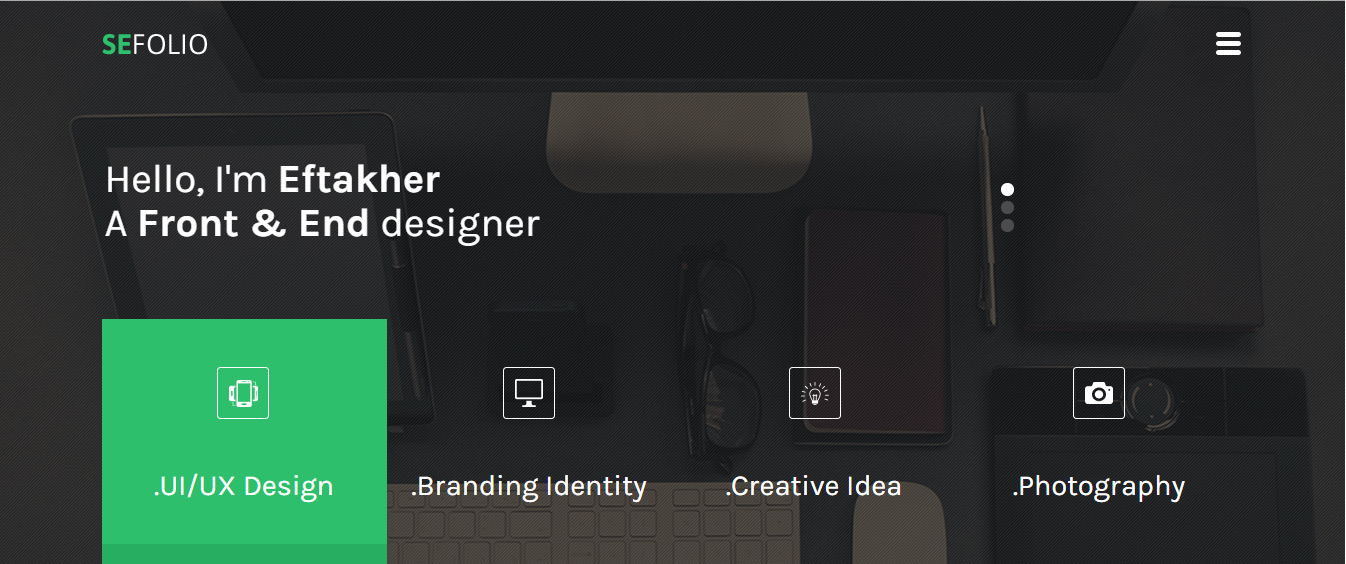 SEFOLIO
Hello, I'm Eftakher
A Front & End designer
.UI/UX Design
.Branding Identity
.Creative Idea
.Photography